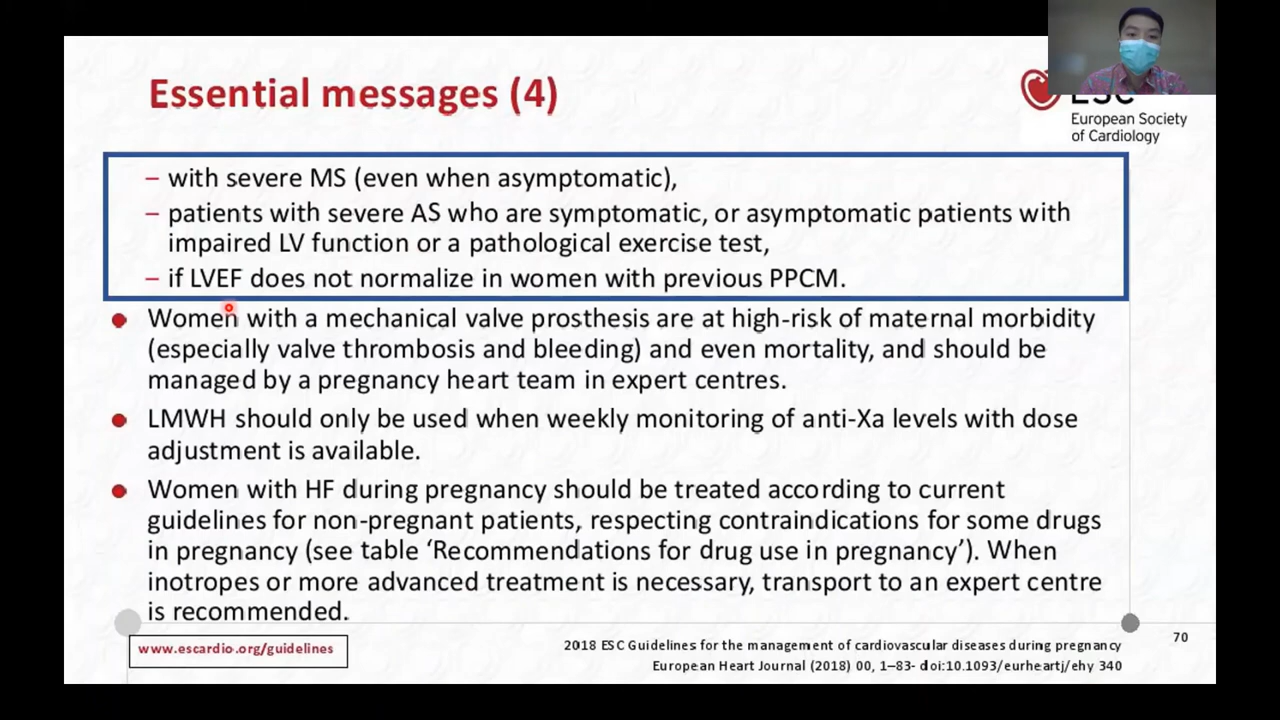 Essential messages (4)
ESC
European Society
of Cardiology
– with severe MS (even when asymptomatic),
– patients with severe AS who are symptomatic, or asymptomatic patients with
impaired LV function or a pathological exercise test,
– if LVEF does not normalize in women with previous PPCM.
Women with a mechanical valve prosthesis are at high-risk of maternal morbidity
(especially valve thrombosis and bleeding) and even mortality, and should be
managed by a pregnancy heart team in expert centres.
LMWH should only be used when weekly monitoring of anti-Xa levels with dose
adjustment is available.
Women with HF during pregnancy should be treated according to current
guidelines for non-pregnant patients, respecting contraindications for some drugs
in pregnancy (see table ‘Recommendations for drug use in pregnancy’). When
inotropes or more advanced treatment is necessary, transport to an expert centre
is recommended.
www.escardio.org/guidelines
2018 ESC Guidelines for the management of cardiovascular diseases during pregnancy
European Heart Journal (2018) 00, 1–83- doi:10.1093/eurheartj/ehy 340
70